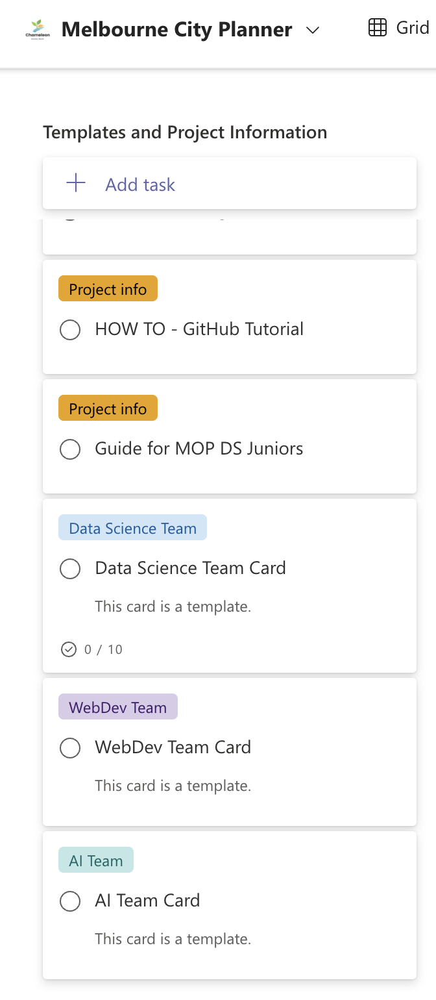 Chameleon
Melbourne City Planner
Grid
Templates and Project Information
Add task
Project info
HOW TO - GitHub Tutorial
Project info
Guide for MOP DS Juniors
Data Science Team
Data Science Team Card
This card is a template.
0 / 10
WebDev Team
WebDev Team Card
This card is a template.
AI Team
AI Team Card
This card is a template.